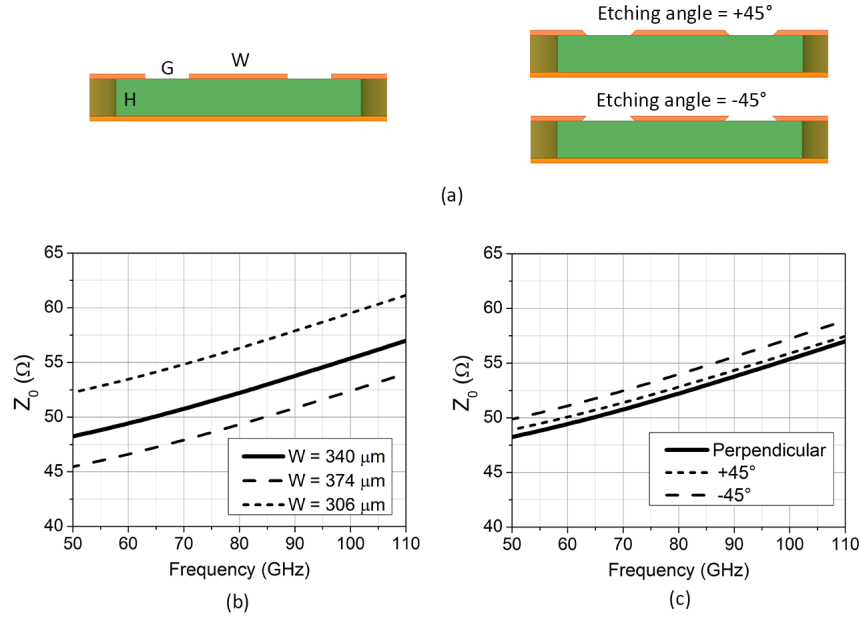 G
W
H
Etching angle = +45°
Etching angle = -45°
(a)
65
60
55
50
45
40
Z0 (Ω)
W = 340 μm
W = 374 μm
W = 306 μm
50 60 70 80 90 100 110
Frequency (GHz)
(b)
65
60
55
50
45
40
Z0 (Ω)
Perpendicular
+45°
-45°
50 60 70 80 90 100 110
Frequency (GHz)
(c)